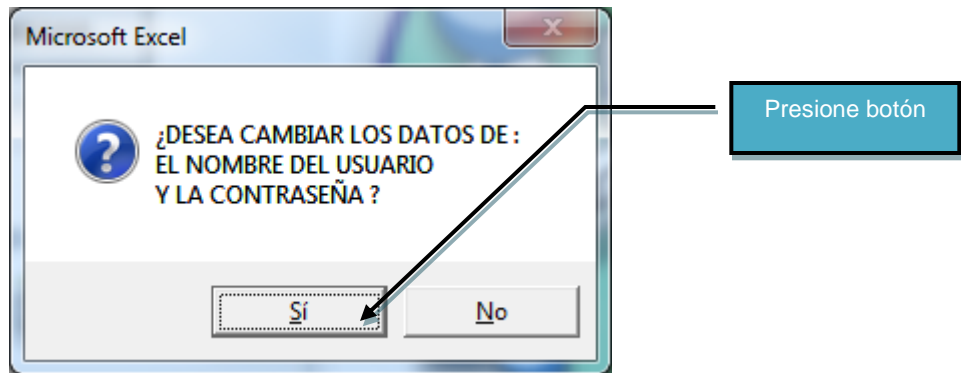 Microsoft Excel
Presione botón
¿DESEA CAMBIAR LOS DATOS DE :
EL NOMBRE DEL USUARIO
Y LA CONTRASEÑA ?
Sí
No